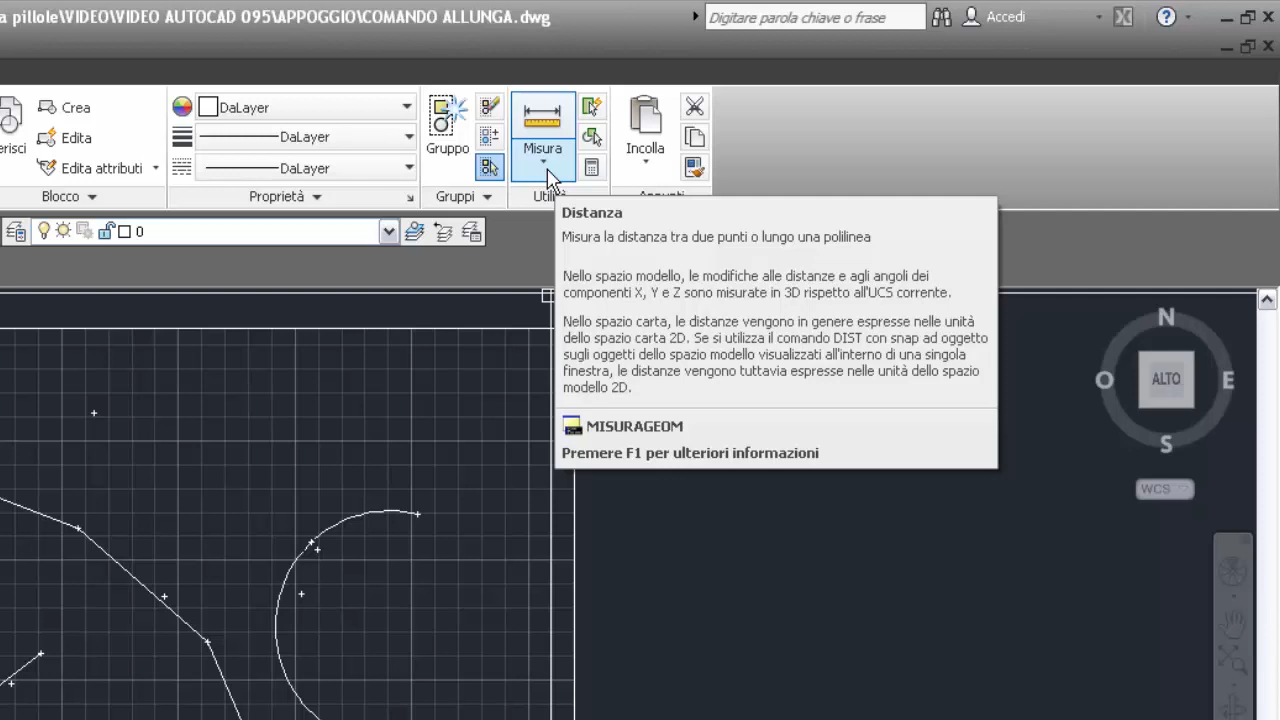 a pillole\VIDEO\VIDEO AUTOCAD 095\APPOGGIO\COMANDO ALLUNGA.dwg
Digitare parola chiave o frase
Accedi
Crea
Edita
Edita attributi
Blocco
DaLayer
DaLayer
DaLayer
Proprietà
Gruppo
Gruppi
Misura
Incolla
0
Distanza
Misura la distanza tra due punti o lungo una polilinea
Nello spazio modello, le modifiche alle distanze e agli angoli dei
componenti X, Y e Z sono misurate in 3D rispetto all'UCS corrente.
Nello spazio carta, le distanze vengono in genere espresse nelle unità
dello spazio carta 2D. Se si utilizza il comando DIST con snap ad oggetto
sugli oggetti dello spazio modello visualizzati all'interno di una singola
finestra, le distanze vengono tuttavia espresse nelle unità dello spazio
modello 2D.
MISURAGEOM
Premere F1 per ulteriori informazioni
N
O
ALTO
E
S
WCS